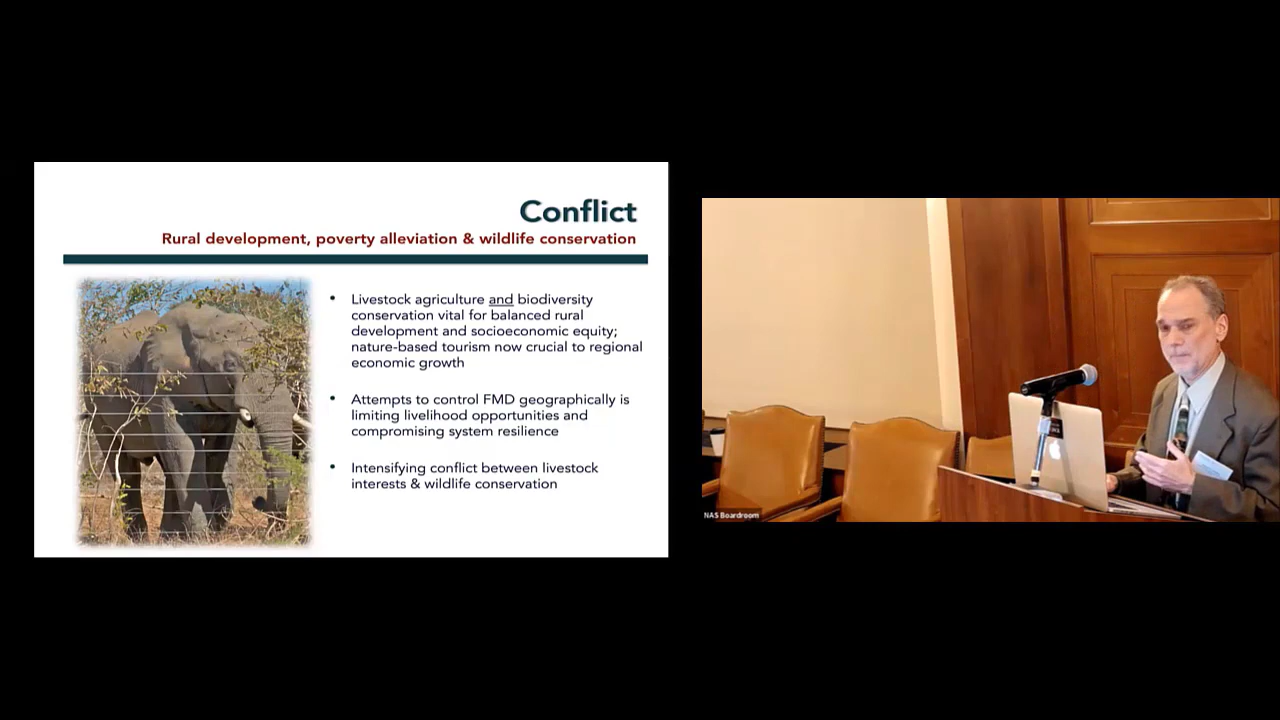 Conflict
Rural development, poverty alleviation & wildlife conservation
• Livestock agriculture and biodiversity
conservation vital for balanced rural
development and socioeconomic equity;
nature-based tourism now crucial to regional
economic growth
• Attempts to control FMD geographically is
limiting livelihood opportunities and
compromising system resilience
• Intensifying conflict between livestock
interests & wildlife conservation
NAS Boardroom